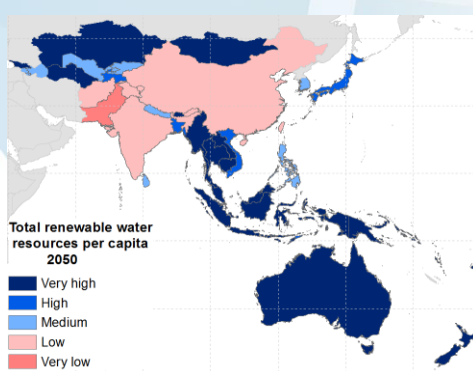 Total renewable water
resources per capita
2050
Very high
High
Medium
Low
Very low